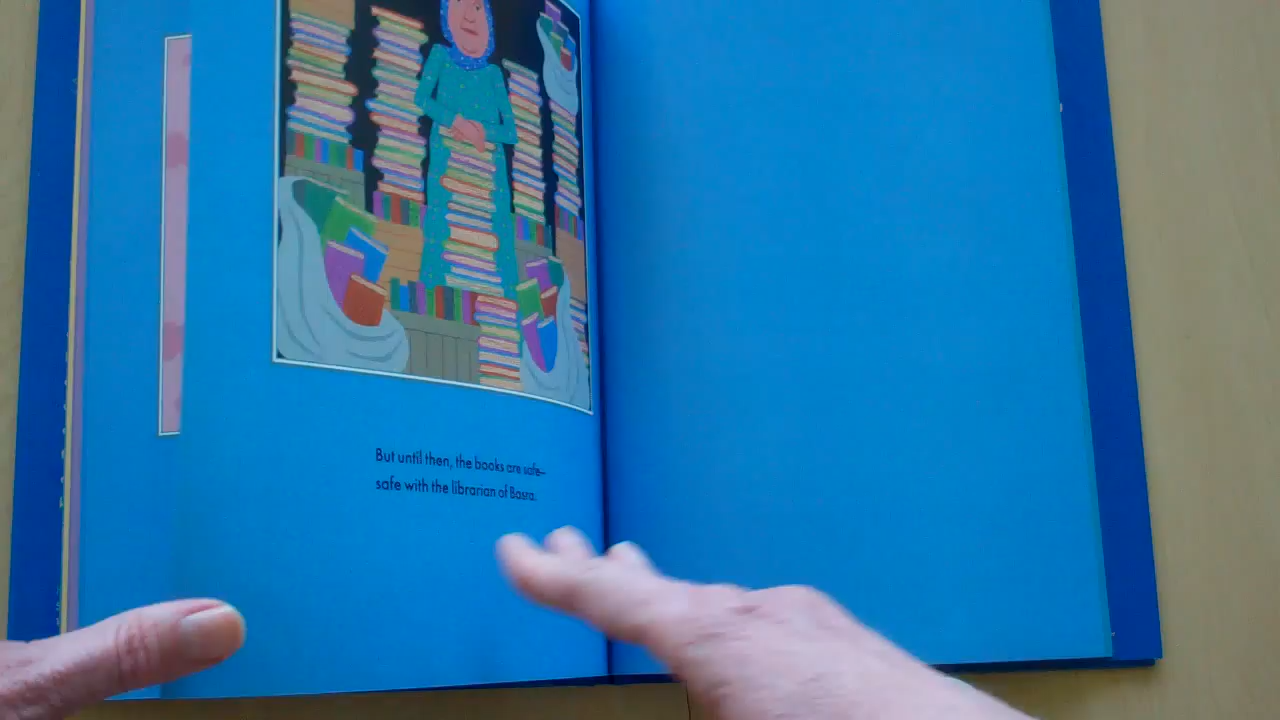 But until then, the books are safe—
safe with the librarian of Basra.